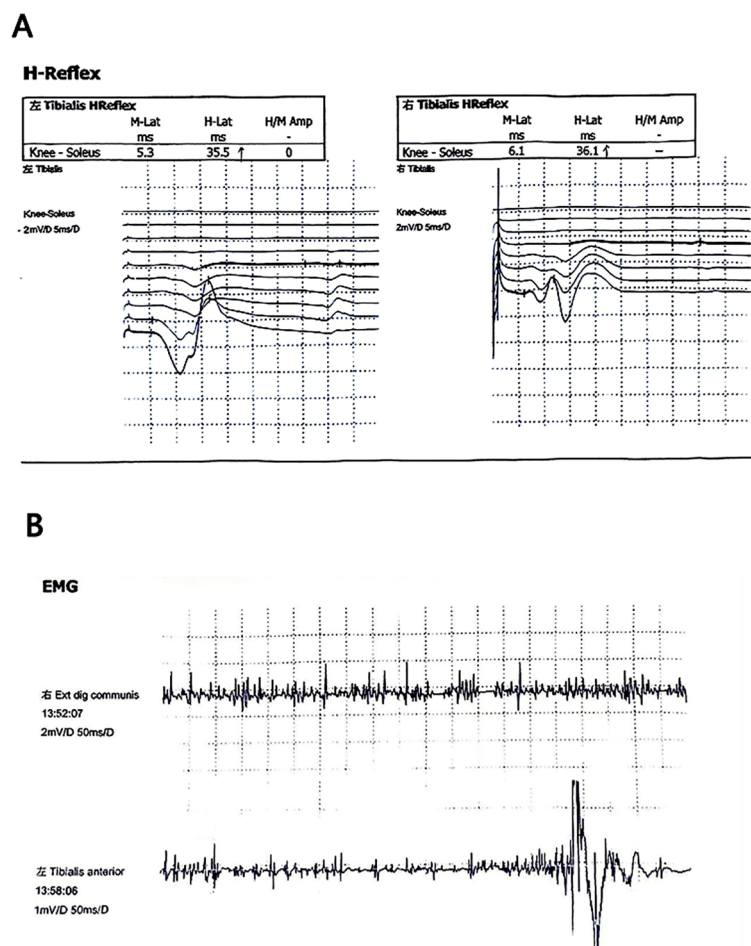 A
H-Reflex
左 Tibialis HReflex
M-Lat H-Lat H/M Amp
ms ms -
Knee - Soleus 5.3 35.5 ↑ 0
左 Tibialis
Knee-Soleus
2mV/D 5ms/D
右 Tibialis HReflex
M-Lat H-Lat H/M Amp
ms ms -
Knee - Soleus 6.1 36.1 ↑ --
右 Tibialis
Knee-Soleus
2mV/D 5ms/D
B
EMG
右 Ext dig communis
13:52:07
2mV/D 50ms/D
左 Tibialis anterior
13:58:06
1mV/D 50ms/D